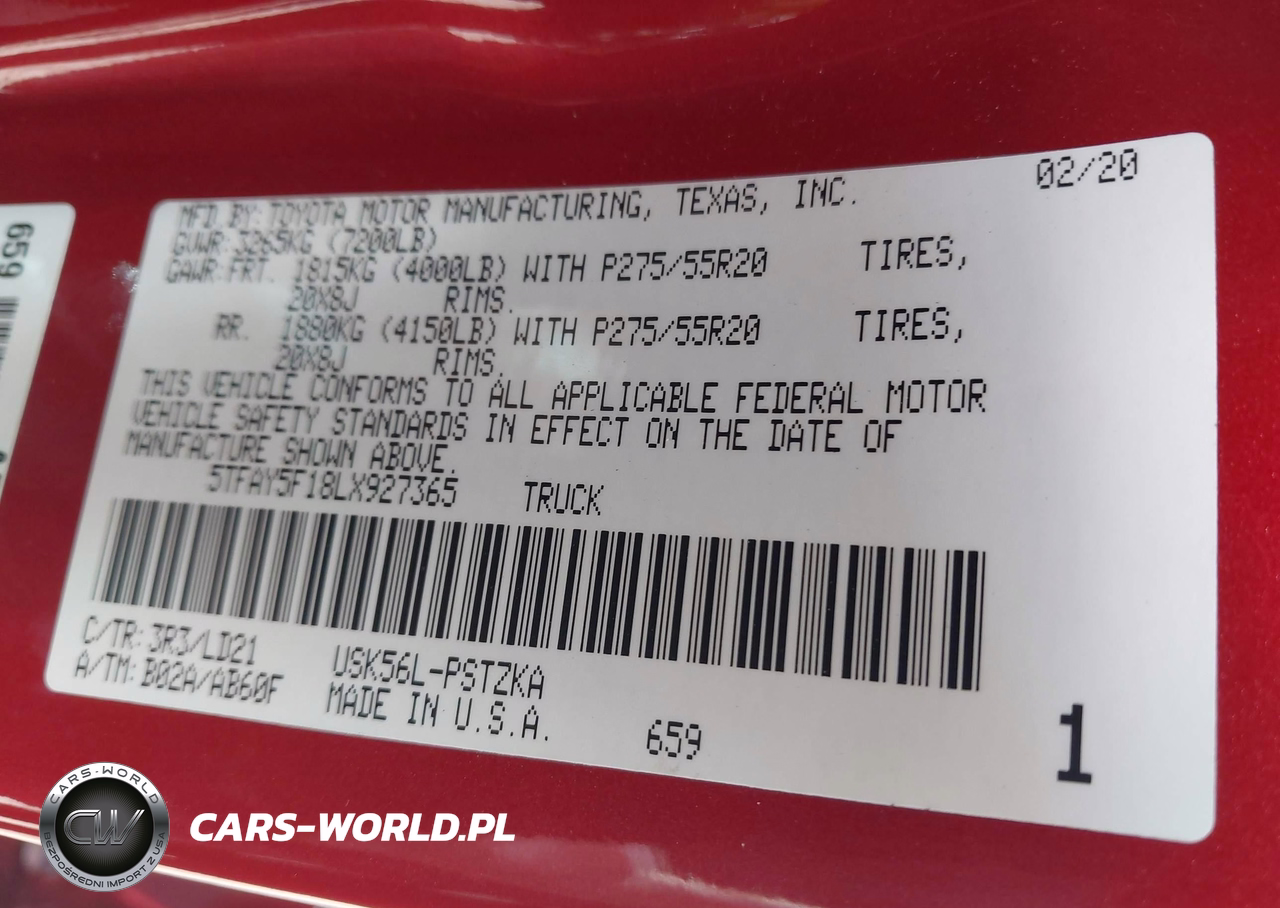 MFD BY: TOYOTA MOTOR MANUFACTURING, TEXAS, INC. 02/20
GVWR: 3265KG (7200LB)
GAWR: FRT. 1815KG (4000LB) WITH P275/55R20 TIRES,
20X8J RIMS.
RR. 1880KG (4150LB) WITH P275/55R20 TIRES,
20X8J RIMS.
THIS VEHICLE CONFORMS TO ALL APPLICABLE FEDERAL MOTOR
VEHICLE SAFETY STANDARDS IN EFFECT ON THE DATE OF
MANUFACTURE SHOWN ABOVE.
5TFAY5F18LX927365 TRUCK
C/TR: 3R3/LD21 USK56L-PSTZKA
A/TM: B02A/AB60F MADE IN U.S.A. 659 1
659
CARS-WORLD
CW
BEZPOŚREDNI IMPORT Z USA
CARS-WORLD.PL